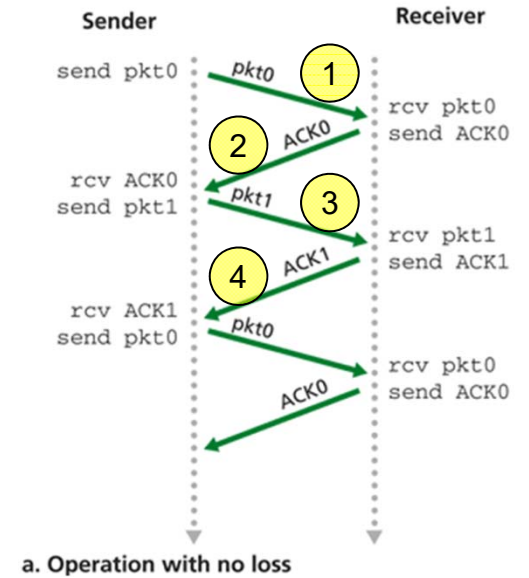 Sender
Receiver
send pkt0
pkt0
1
rcv pkt0
send ACK0
ACK0
2
rcv ACK0
send pkt1
pkt1
3
rcv pkt1
send ACK1
ACK1
4
rcv ACK1
send pkt0
pkt0
rcv pkt0
send ACK0
ACK0
a. Operation with no loss